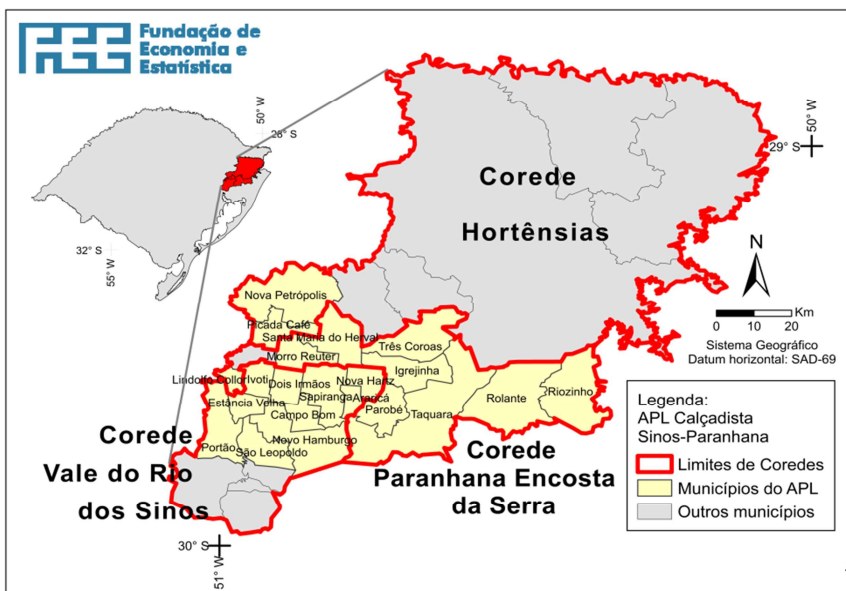 FEE
Fundação de
Economia e
Estatística
50° W
28° S
32° S
55° W
50° W
29° S
Corede
Hortênsias
N
Km
0 10 20
Sistema Geográfico
Datum horizontal: SAD-69
Nova Petrópolis
Picada Café
Santa Maria do Herval
Três Coroas
Morro Reuter
Igrejinha
Lindolfo Collor
Ivoti
Dois Irmãos
Nova Hartz
Sapiranga
Araricá
Riozinho
Rolante
Estância Velha
Campo Bom
Parobé
Taquara
Novo Hamburgo
Portão
São Leopoldo
Corede
Vale do Rio
dos Sinos
Corede
Paranhana Encosta
da Serra
Legenda:
APL Calçadista
Sinos-Paranhana
Limites de Coredes
Municípios do APL
Outros municípios
30° S
51° W